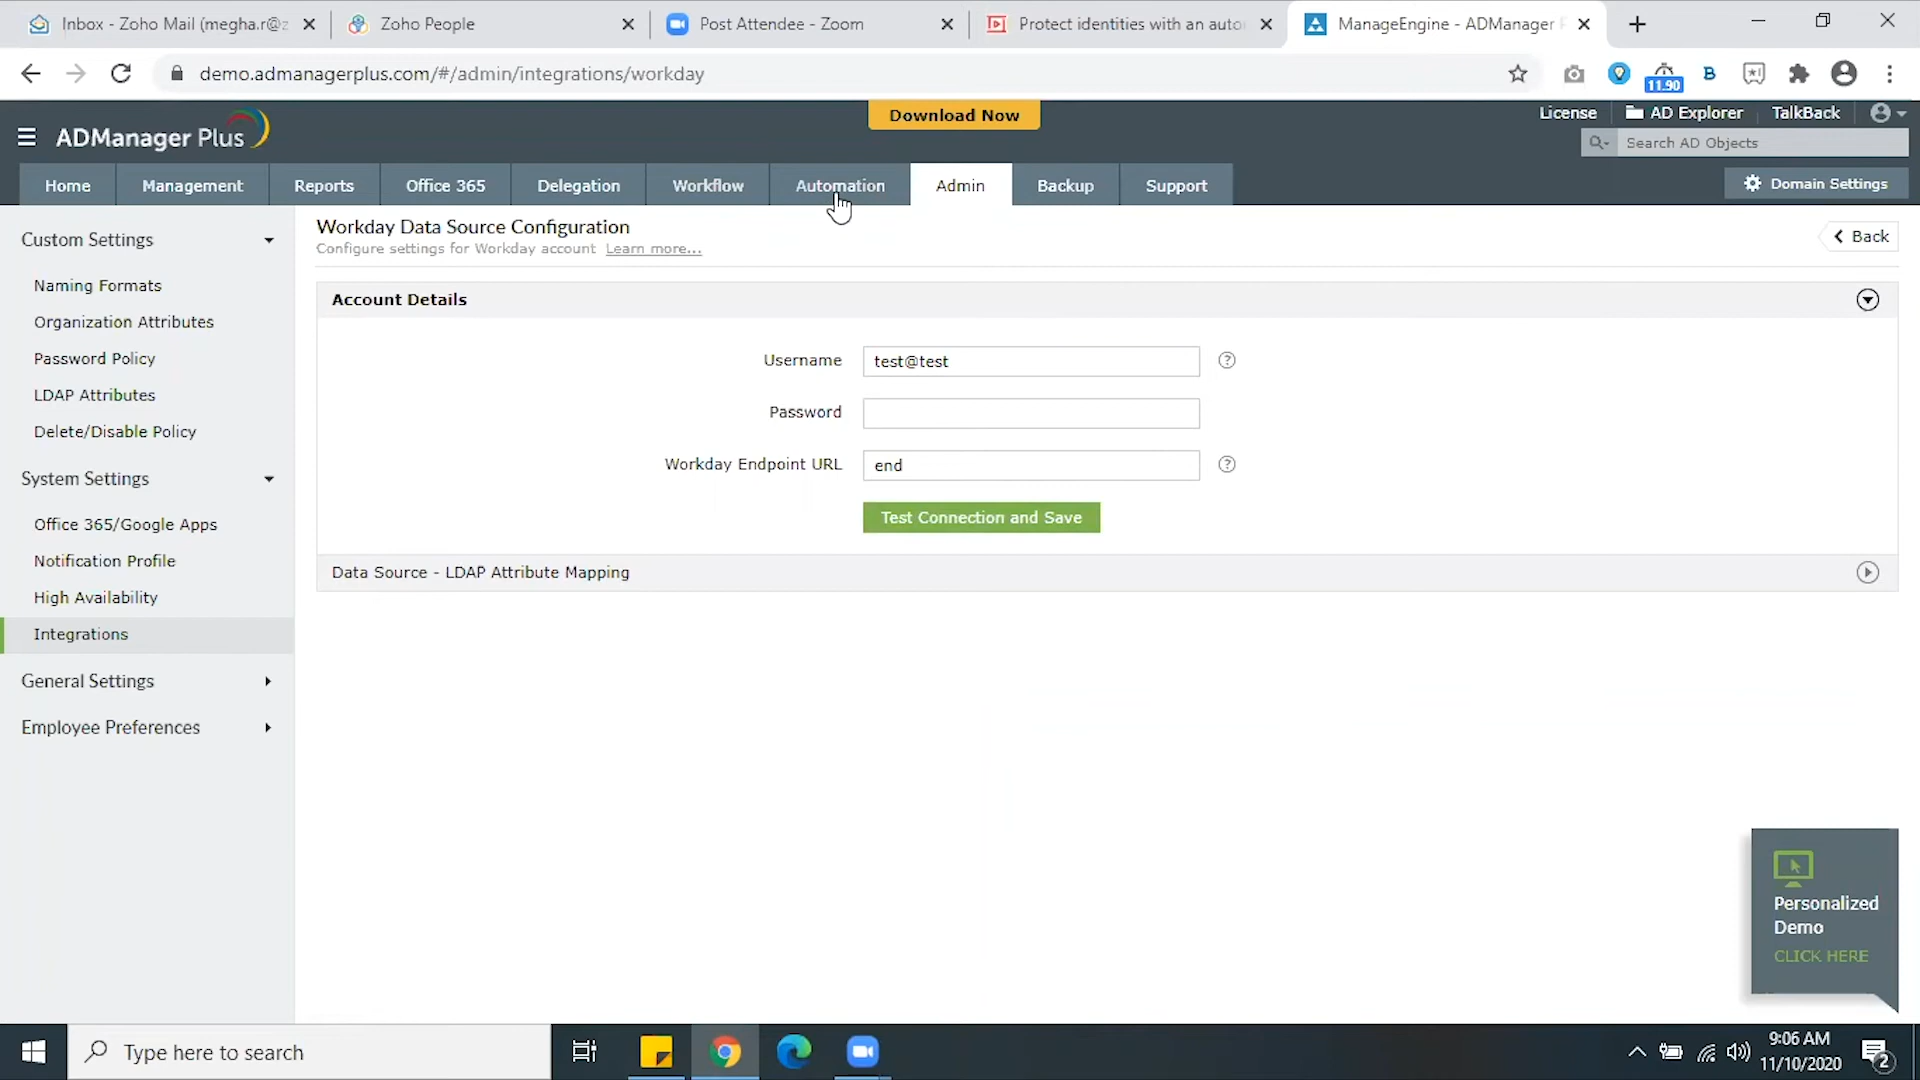 Inbox - Zoho Mail (megha.r@z
Zoho People
Post Attendee - Zoom
Protect identities with an auto
ManageEngine - ADManager P
demo.admanagerplus.com/#/admin/integrations/workday
11.90
B
ADManager Plus
Download Now
License
AD Explorer
TalkBack
Search AD Objects
Home
Management
Reports
Office 365
Delegation
Workflow
Automation
Admin
Backup
Support
Domain Settings
Custom Settings
Naming Formats
Organization Attributes
Password Policy
LDAP Attributes
Delete/Disable Policy
System Settings
Office 365/Google Apps
Notification Profile
High Availability
Integrations
General Settings
Employee Preferences
Workday Data Source Configuration
Configure settings for Workday account Learn more...
Back
Account Details
Username
test@test
?
Password
Workday Endpoint URL
end
?
Test Connection and Save
Data Source - LDAP Attribute Mapping
Personalized
Demo
CLICK HERE
Type here to search
9:06 AM
11/10/2020
2